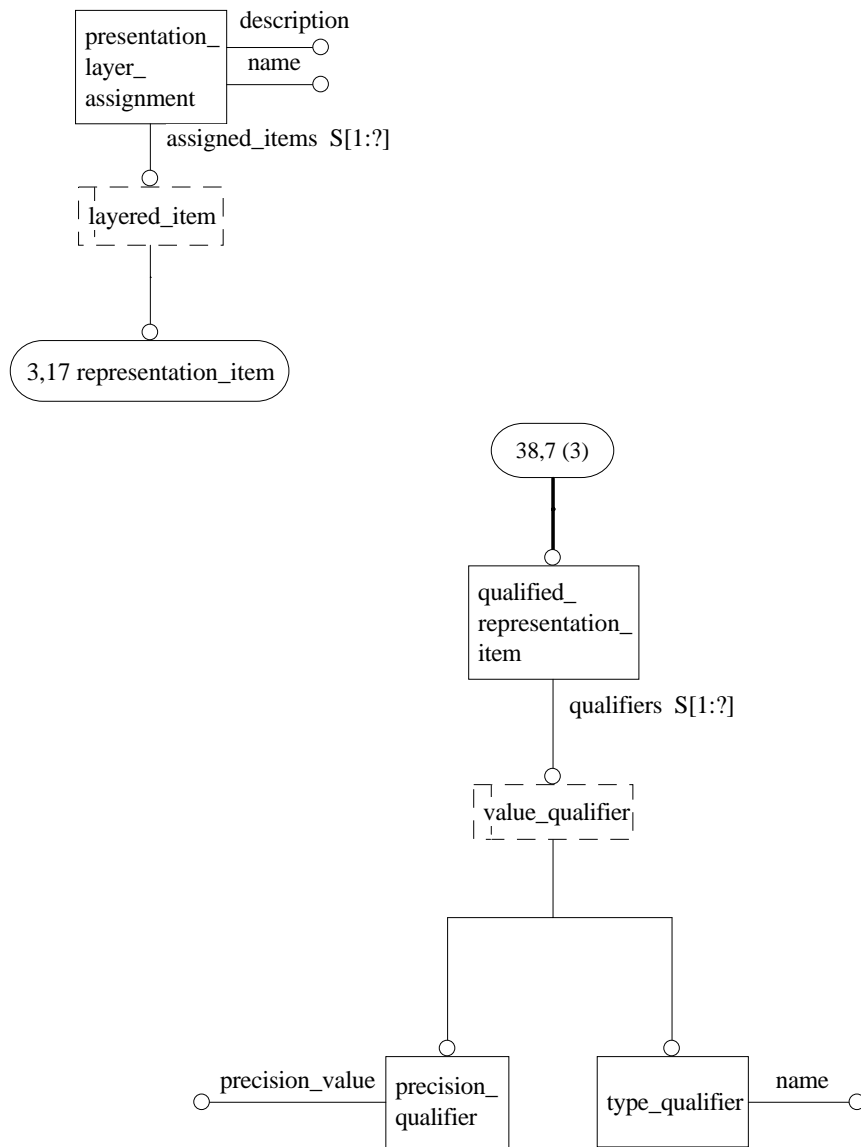 description
presentation_
layer_
assignment
name
assigned_items S[1:?]
layered_item
3,17 representation_item
38,7 (3)
qualified_
representation_
item
qualifiers S[1:?]
value_qualifier
precision_value
precision_
qualifier
type_qualifier
name